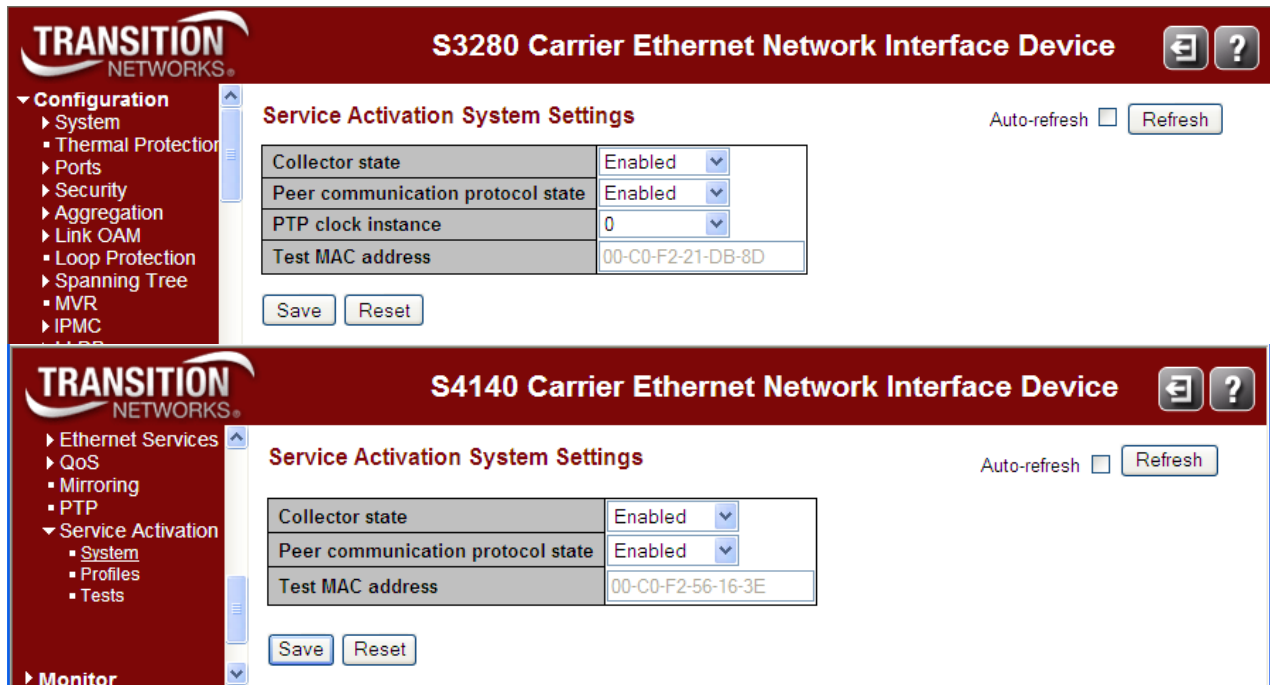 TRANSITION
NETWORKS®
S3280 Carrier Ethernet Network Interface Device
?
Configuration
System
Thermal Protection
Ports
Security
Aggregation
Link OAM
Loop Protection
Spanning Tree
MVR
IPMC
Service Activation System Settings
Auto-refresh
Refresh
Collector state Enabled
Peer communication protocol state Enabled
PTP clock instance 0
Test MAC address 00-C0-F2-21-DB-8D
Save Reset
TRANSITION
NETWORKS®
S4140 Carrier Ethernet Network Interface Device
?
Ethernet Services
QoS
Mirroring
PTP
Service Activation
System
Profiles
Tests
Monitor
Service Activation System Settings
Auto-refresh
Refresh
Collector state Enabled
Peer communication protocol state Enabled
Test MAC address 00-C0-F2-56-16-3E
Save Reset